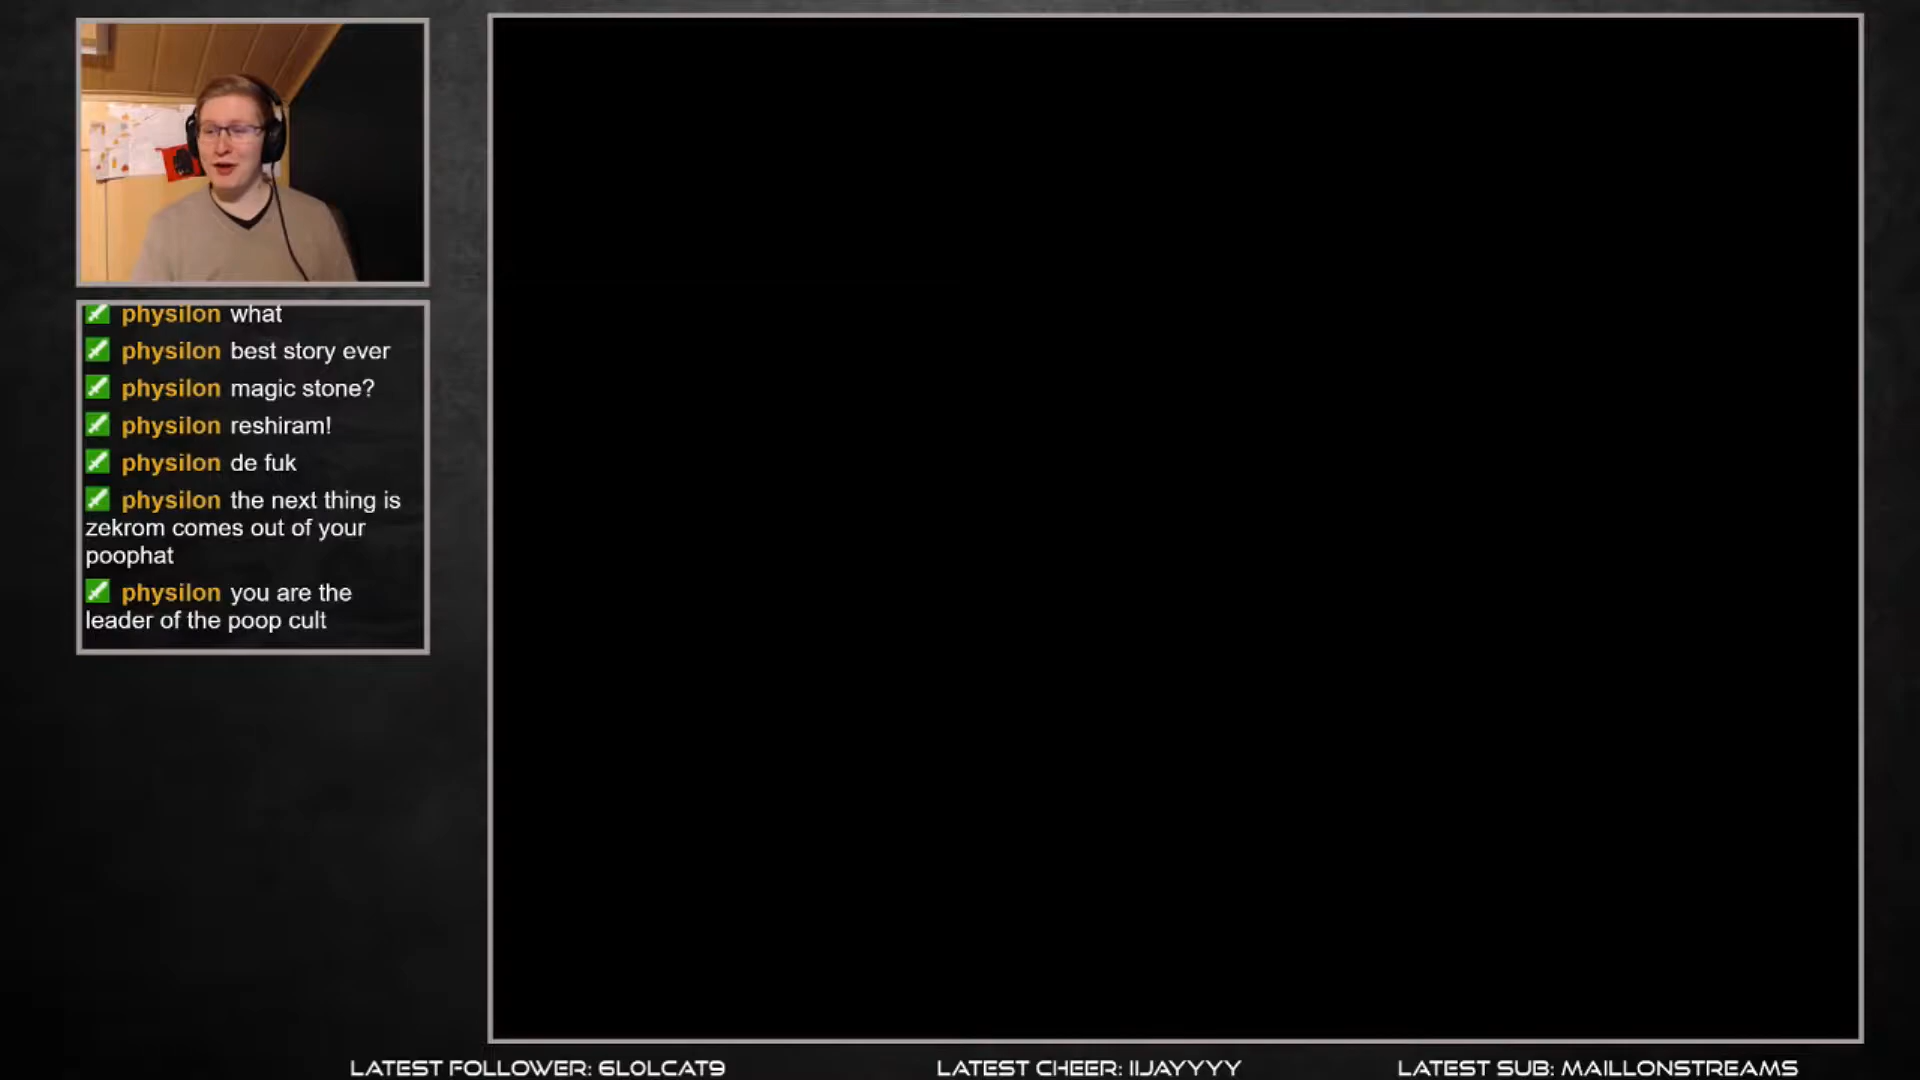 physilon what
physilon best story ever
physilon magic stone?
physilon reshiram!
physilon de fuk
physilon the next thing is
zekrom comes out of your
poophat
physilon you are the
leader of the poop cult
LATEST FOLLOWER: 6L0LCAT9
LATEST CHEER: IIJAYYYY
LATEST SUB: MAILLONSTREAMS